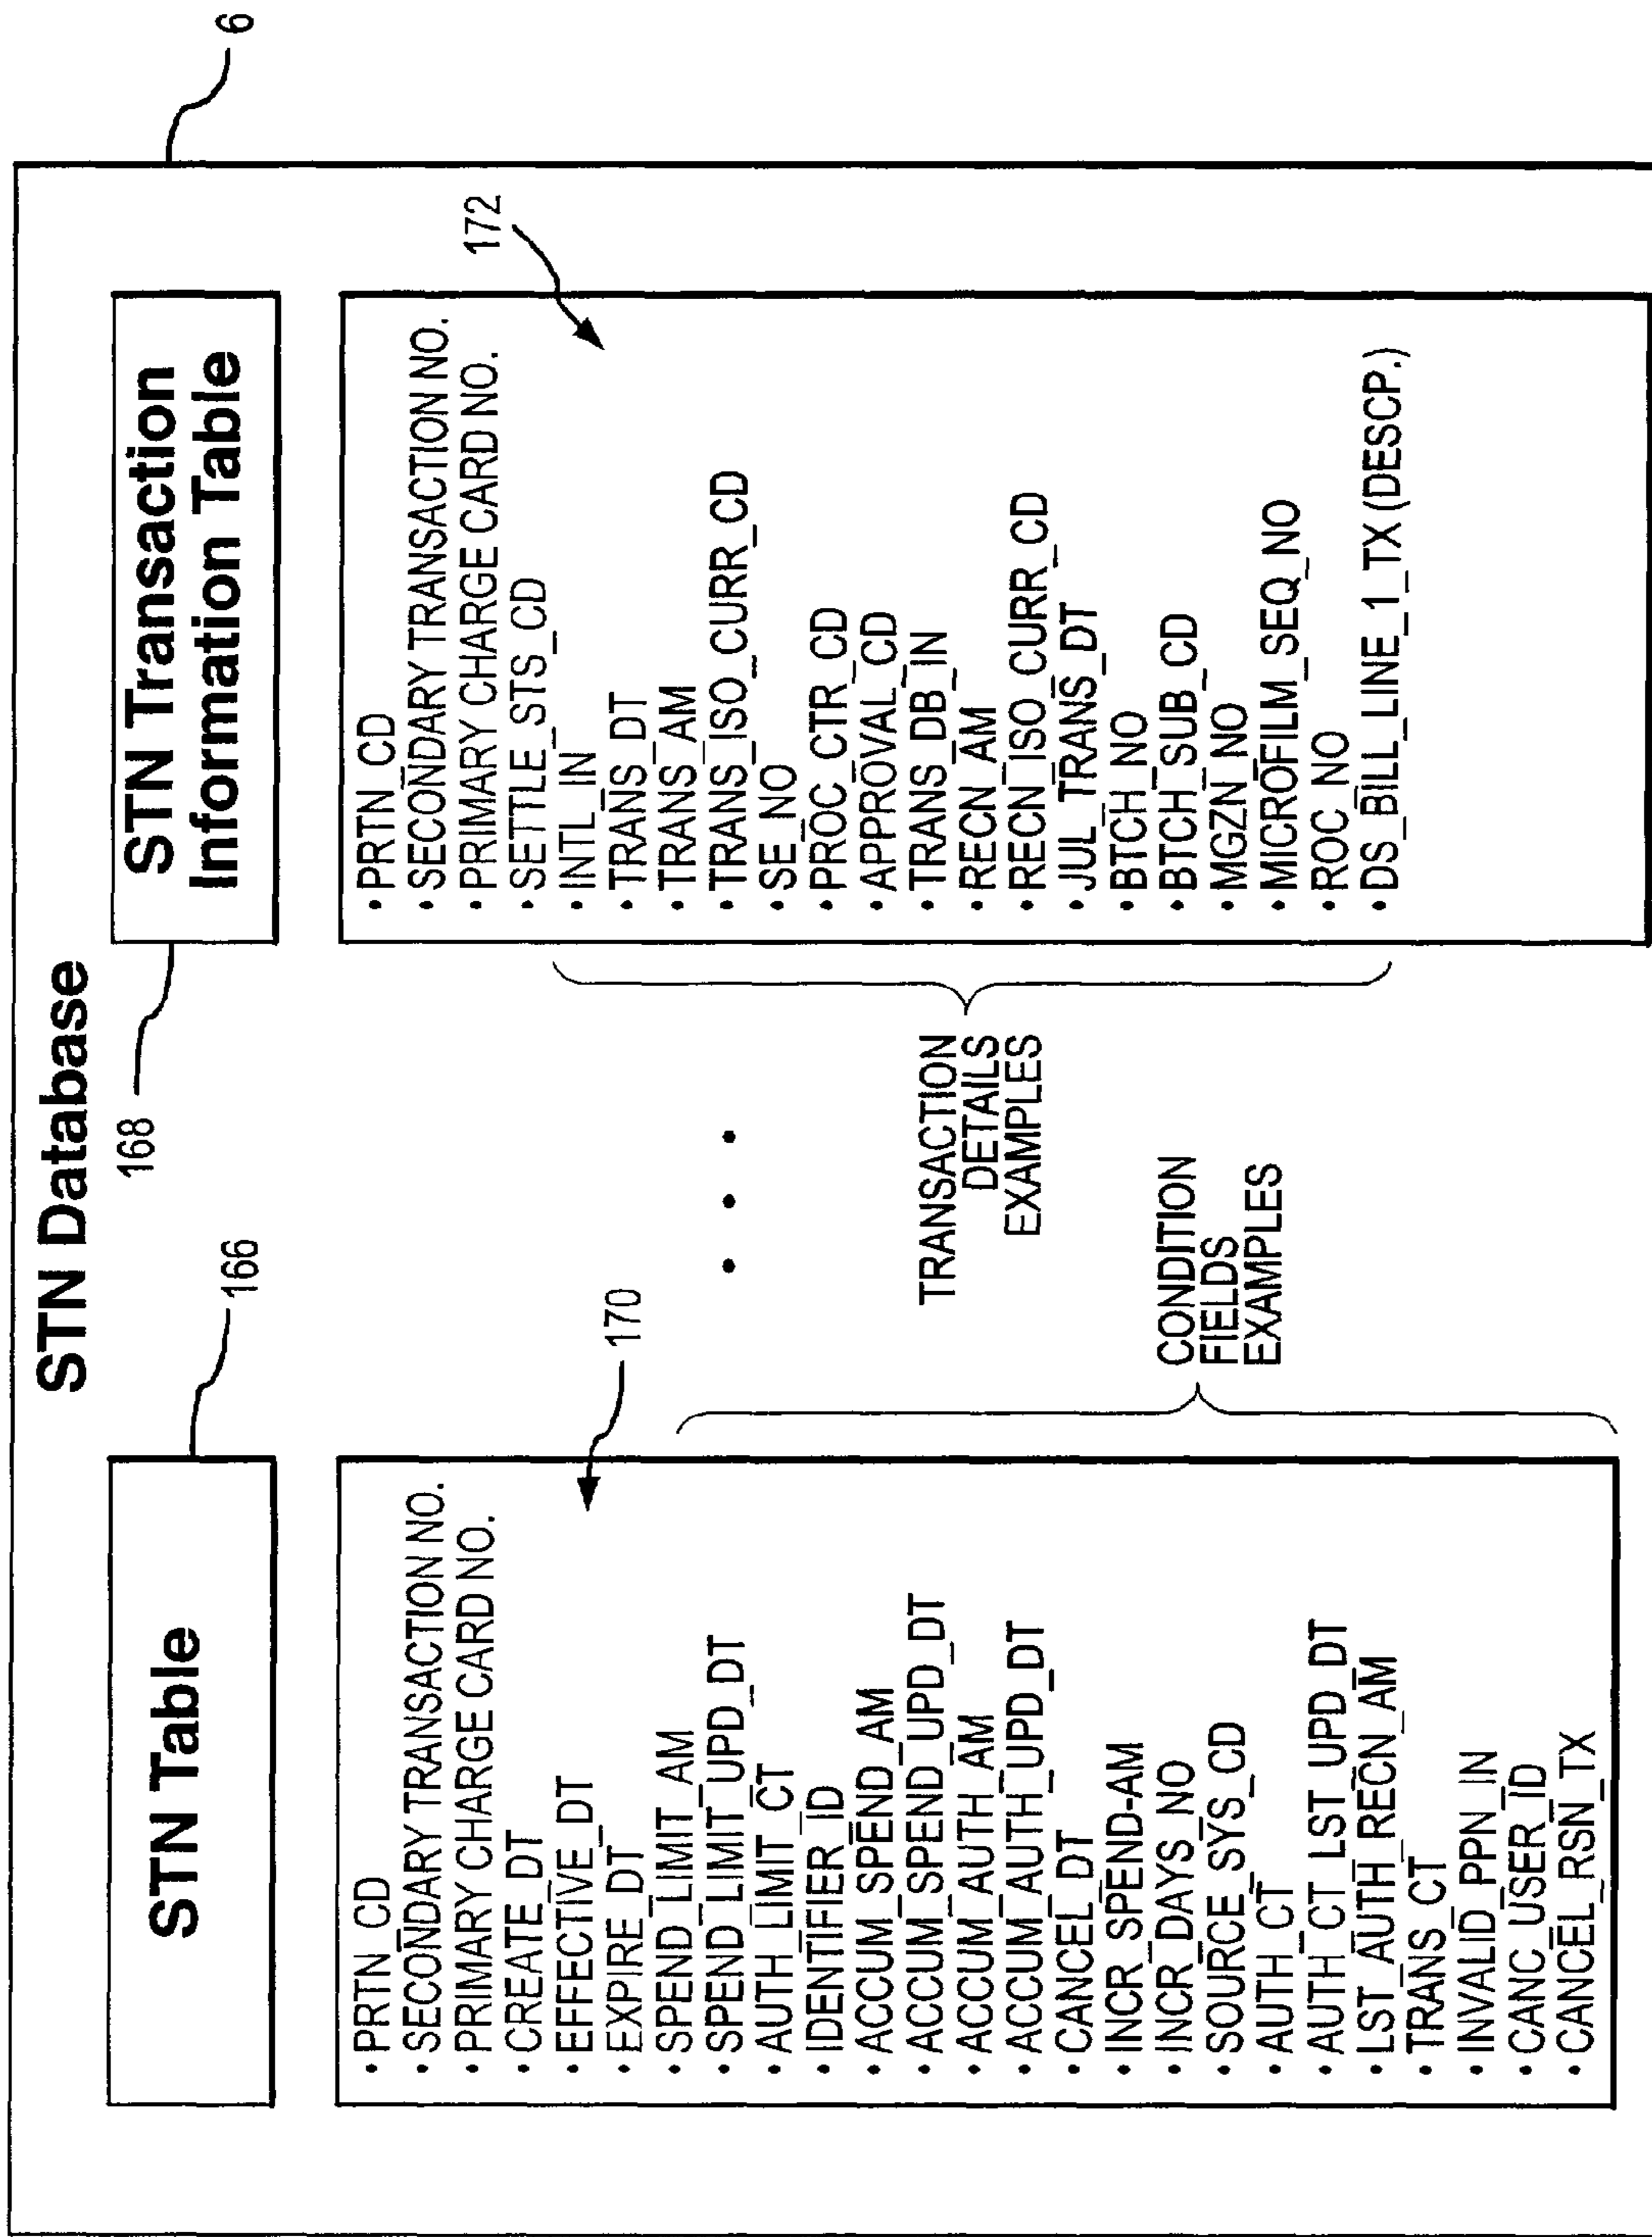 STN Database
6
166
STN Table
170
• PRTN_CD
• SECONDARY TRANSACTION NO.
• PRIMARY CHARGE CARD NO.
• CREATE_DT
• EFFECTIVE_DT
• EXPIRE_DT
• SPEND_LIMIT_AM
• SPEND_LIMIT_UPD_DT
• AUTH_LIMIT_CT
• IDENTIFIER_ID
• ACCUM_SPEND_AM
• ACCUM_SPEND_UPD_DT
• ACCUM_AUTH_AM
• ACCUM_AUTH_UPD_DT
• CANCEL_DT
• INCR_SPEND-AM
• INCR_DAYS_NO
• SOURCE_SYS_CD
• AUTH_CT
• AUTH_CT_LST_UPD_DT
• LST_AUTH_RECN_AM
• TRANS_CT
• INVALID_PPN_IN
• CANC_USER_ID
• CANCEL_RSN_TX
CONDITION
FIELDS
EXAMPLES
• • •
168
STN Transaction
Information Table
172
• PRTN_CD
• SECONDARY TRANSACTION NO.
• PRIMARY CHARGE CARD NO.
• SETTLE_STS_CD
• INTL_IN
• TRANS_DT
• TRANS_AM
• TRANS_ISO_CURR_CD
• SE_NO
• PROC_CTR_CD
• APPROVAL_CD
• TRANS_DB_IN
• RECN_AM
• RECN_ISO_CURR_CD
• JUL_TRANS_DT
• BTCH_NO
• BTCH_SUB_CD
• MGZN_NO
• MICROFILM_SEQ_NO
• ROC_NO
• DS_BILL_LINE_1_TX (DESCP.)
TRANSACTION
DETAILS
EXAMPLES